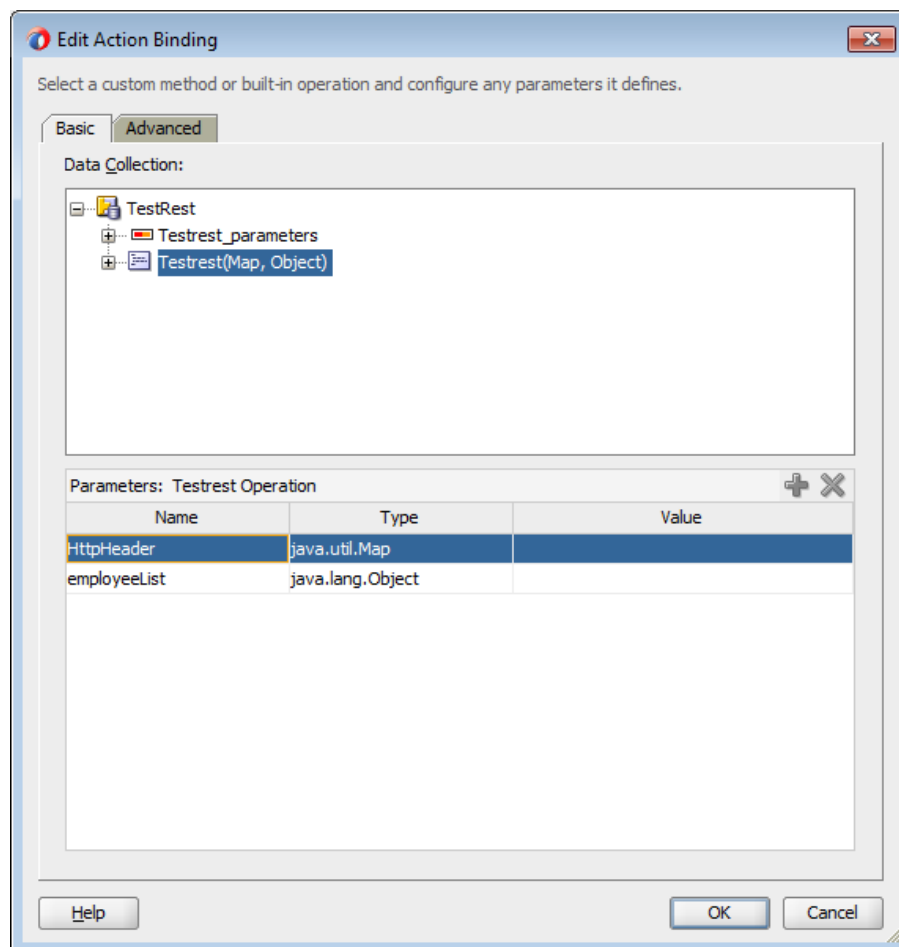 Edit Action Binding
Select a custom method or built-in operation and configure any parameters it defines.
Basic Advanced
Data Collection:
TestRest
Testrest_parameters
Testrest(Map, Object)
Parameters: Testrest Operation
Name Type Value
HttpHeader java.util.Map
employeeList java.lang.Object
Help OK Cancel